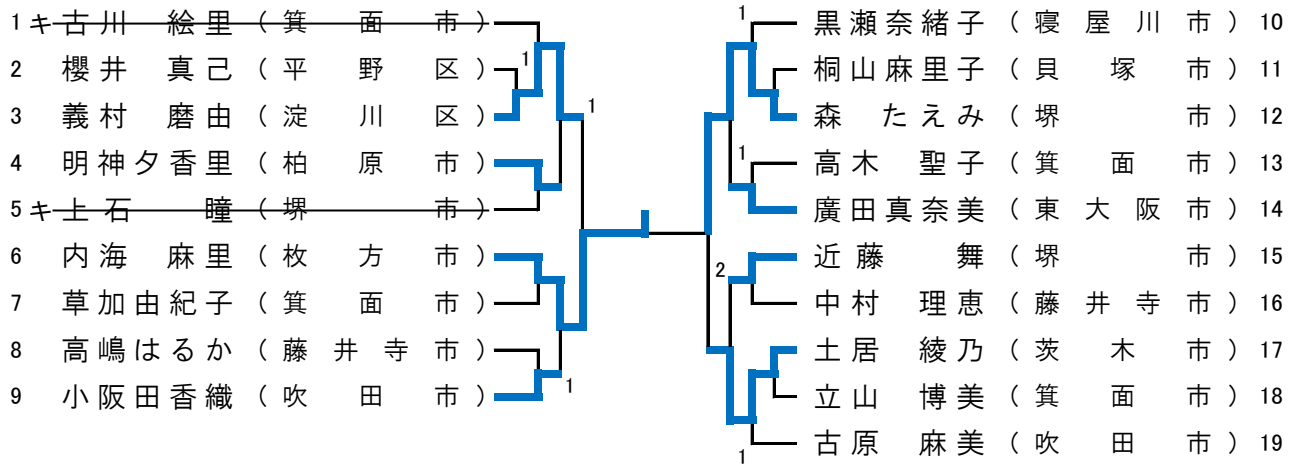 1 キ 古川 絵里 （箕面市）
1
2 櫻井 真己 （平野区）
3 義村 磨由 （淀川区）
1
4 明神夕香里 （柏原市）
5 キ 上石 瞳 （堺市）
6 内海 麻里 （枚方市）
7 草加由紀子 （箕面市）
8 高嶋はるか （藤井寺市）
9 小阪田香織 （吹田市）
1
1
黒瀬奈緒子 （寝屋川市） 10
桐山麻里子 （貝塚市） 11
森 たえみ （堺市） 12
1
高木 聖子 （箕面市） 13
廣田真奈美 （東大阪市） 14
近藤 舞 （堺市） 15
2
中村 理恵 （藤井寺市） 16
土居 綾乃 （茨木市） 17
立山 博美 （箕面市） 18
古原 麻美 （吹田市） 19
1